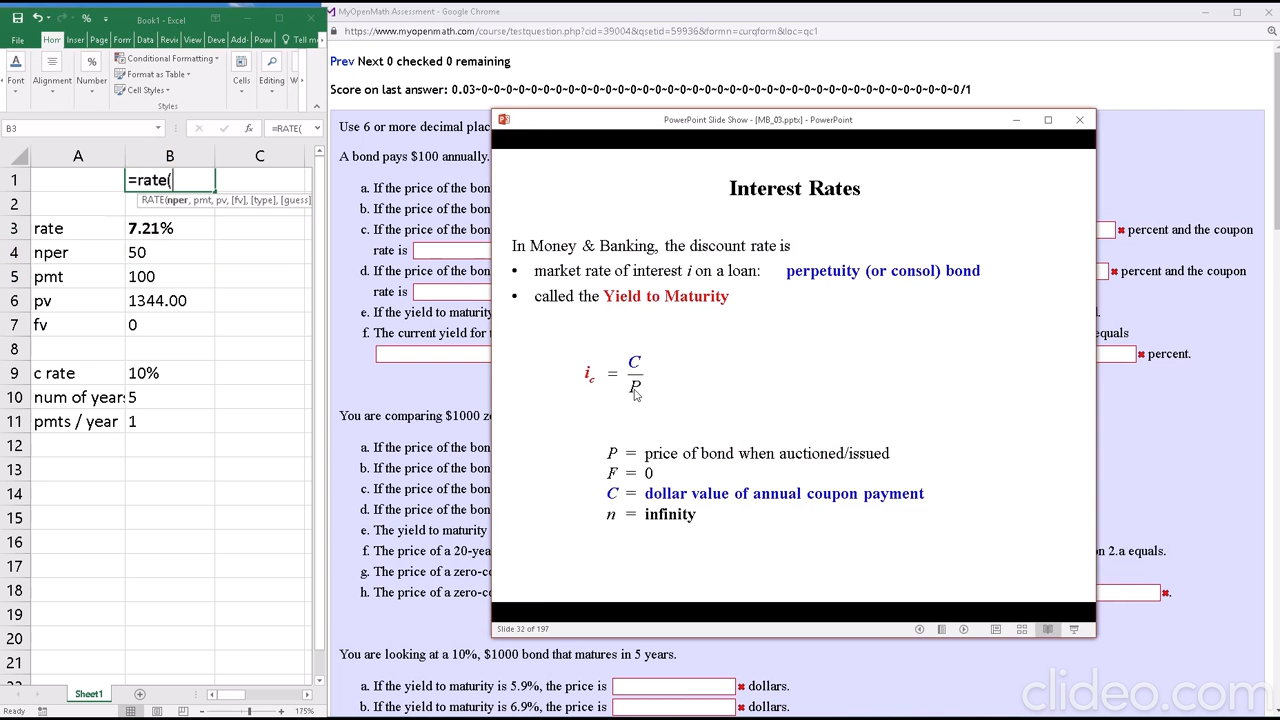 Book1 - Excel
File Horr Inser Page Form Data Revi View Deve Add- Pow Tell m
Font Alignment Number Conditional Formatting Format as Table Cell Styles Styles Cells Editing
B3 fx =RATE(
A B C
1 =rate(
RATE(nper, pmt, pv, [fv], [type], [guess]
2
3 rate 7.21%
4 nper 50
5 pmt 100
6 pv 1344.00
7 fv 0
8
9 c rate 10%
10 num of year 5
11 pmts / year 1
12
13
14
15
16
17
18
19
20
21
Sheet1
Ready 175%
MyOpenMath Assessment - Google Chrome
https://www.myopenmath.com/course/testquestion.php?cid=39004&qsetid=59936&formn=curqform&loc=qc1
Prev Next 0 checked 0 remaining
Score on last answer: 0.03~0~0~0~0~0~0~0~0~0~0~0~0~0~0~0~0~0~0~0~0~0~0~0~0~0~0~0~0~0~0~0~0~0~0~0~0~0~0~0/1
Use 6 or more decimal plac
A bond pays $100 annually.
a. If the price of the bon
b. If the price of the bon
c. If the price of the bon percent and the coupon
rate is
d. If the price of the bon percent and the coupon
rate is
e. If the yield to maturity
f. The current yield for t equals
percent.
You are comparing $1000 ze
a. If the price of the bon
b. If the price of the bon
c. If the price of the bon
d. If the price of the bon
e. The yield to maturity
f. The price of a 20-yea on 2.a equals.
g. The price of a zero-co
h. The price of a zero-co
You are looking at a 10%, $1000 bond that matures in 5 years.
a. If the yield to maturity is 5.9%, the price is dollars.
b. If the yield to maturity is 6.9%, the price is dollars.
PowerPoint Slide Show - [MB_03.pptx] - PowerPoint
Interest Rates
In Money & Banking, the discount rate is
• market rate of interest i on a loan: perpetuity (or consol) bond
• called the Yield to Maturity
ic = C
P
P = price of bond when auctioned/issued
F = 0
C = dollar value of annual coupon payment
n = infinity
Slide 32 of 197
clideo.com